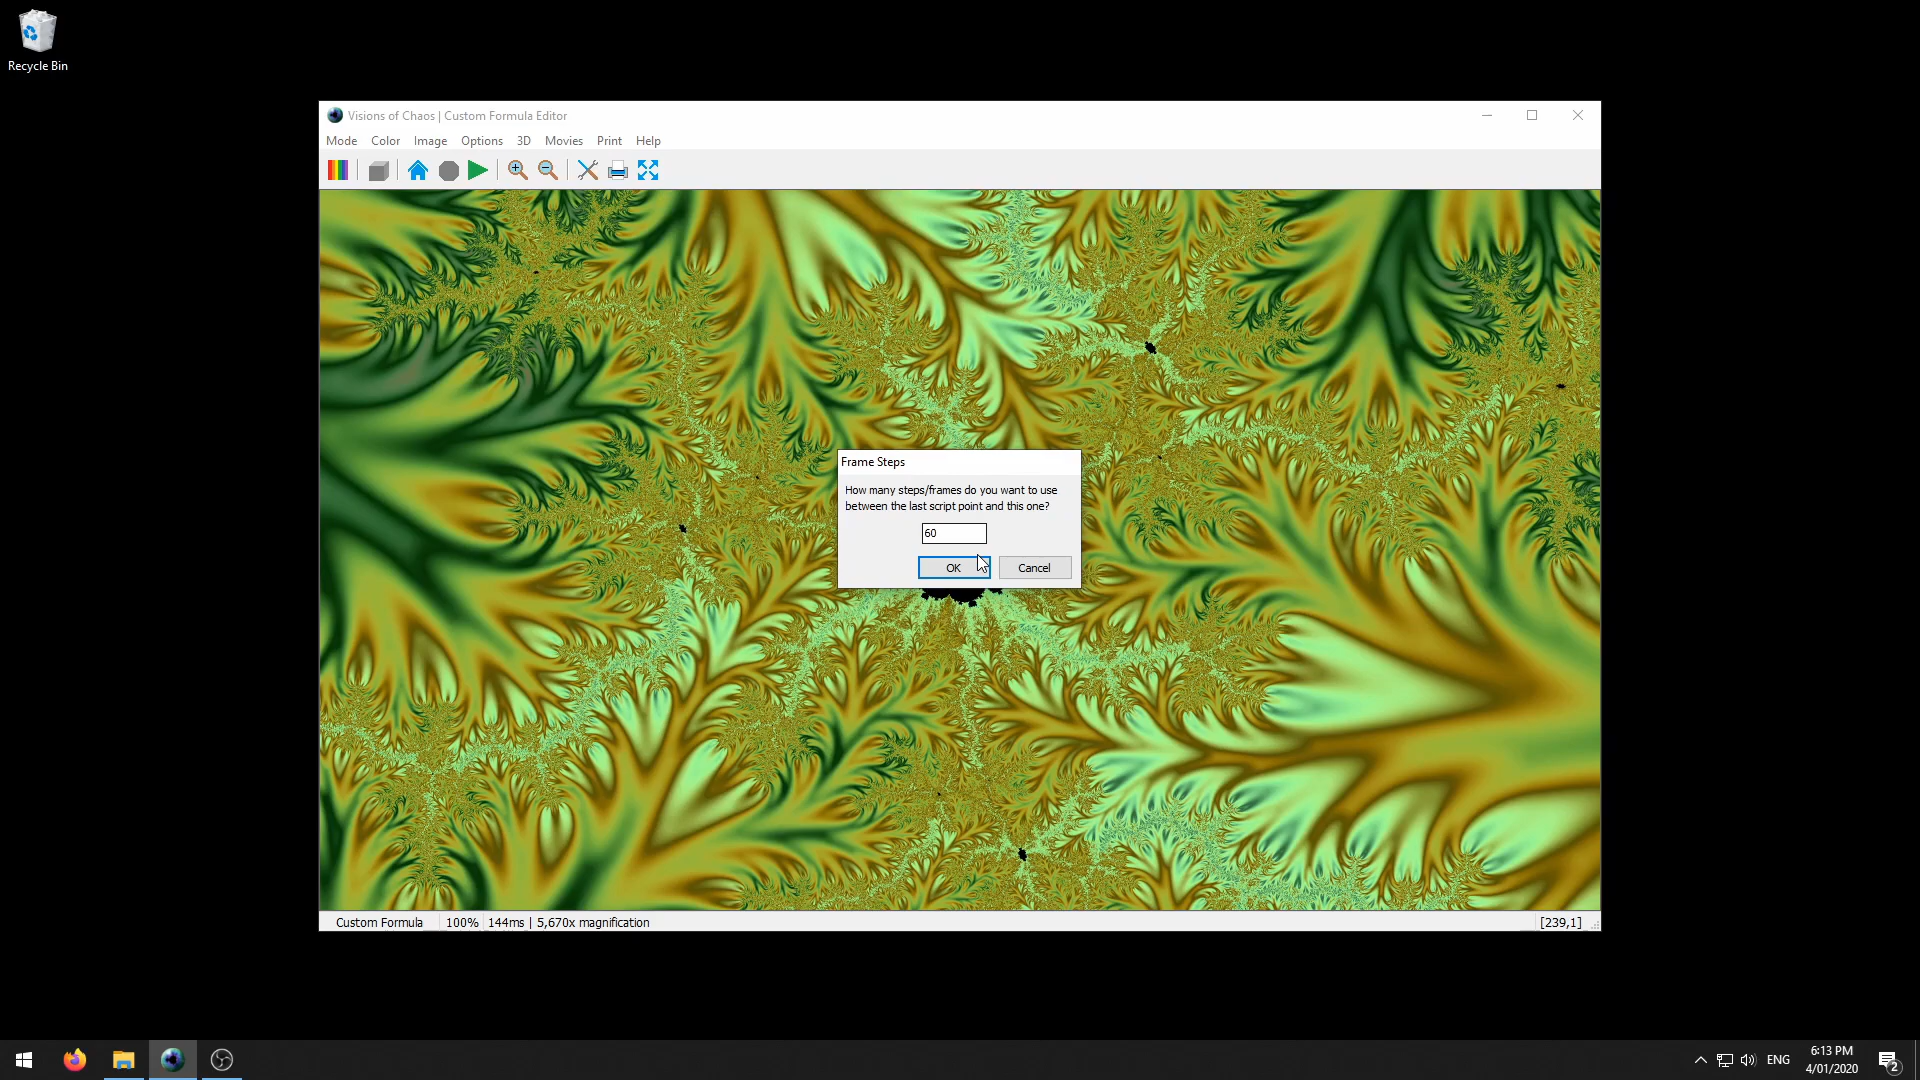 Recycle Bin
Visions of Chaos | Custom Formula Editor
Mode Color Image Options 3D Movies Print Help
Frame Steps
How many steps/frames do you want to use
between the last script point and this one?
60
OK Cancel
Custom Formula 100% 144ms | 5,670x magnification [239,1]
ENG
6:13 PM
4/01/2020
2